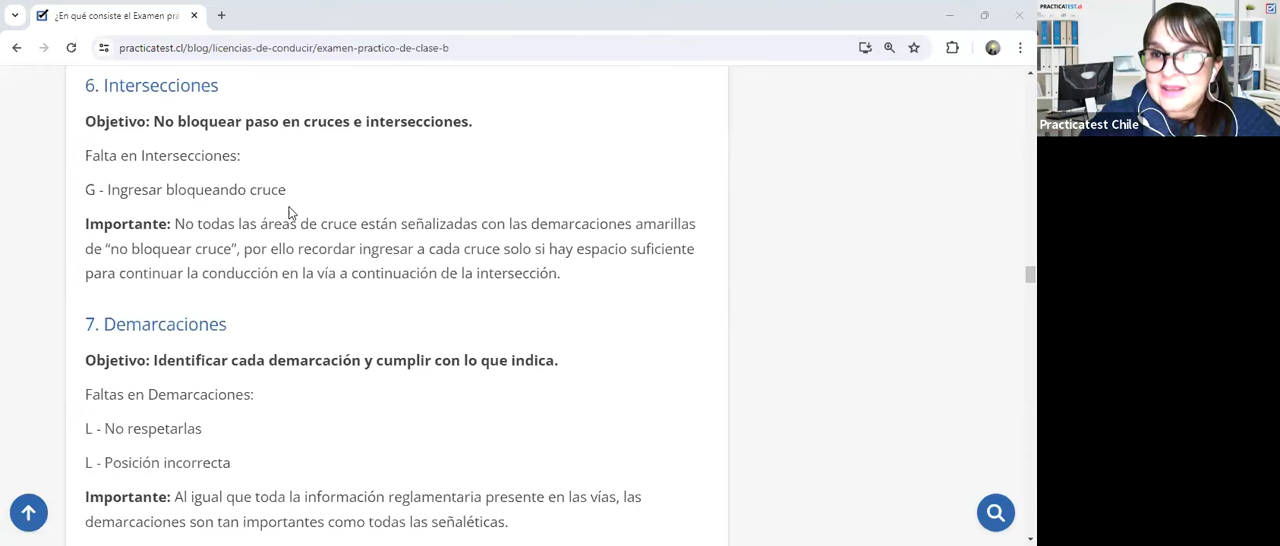 ¿En qué consiste el Examen prá
practicatest.cl/blog/licencias-de-conducir/examen-practico-de-clase-b
PRACTICATEST.cl
Practicatest Chile
6. Intersecciones
Objetivo: No bloquear paso en cruces e intersecciones.
Falta en Intersecciones:
G - Ingresar bloqueando cruce
Importante: No todas las áreas de cruce están señalizadas con las demarcaciones amarillas
de “no bloquear cruce”, por ello recordar ingresar a cada cruce solo si hay espacio suficiente
para continuar la conducción en la vía a continuación de la intersección.
7. Demarcaciones
Objetivo: Identificar cada demarcación y cumplir con lo que indica.
Faltas en Demarcaciones:
L - No respetarlas
L - Posición incorrecta
Importante: Al igual que toda la información reglamentaria presente en las vías, las
demarcaciones son tan importantes como todas las señaléticas.